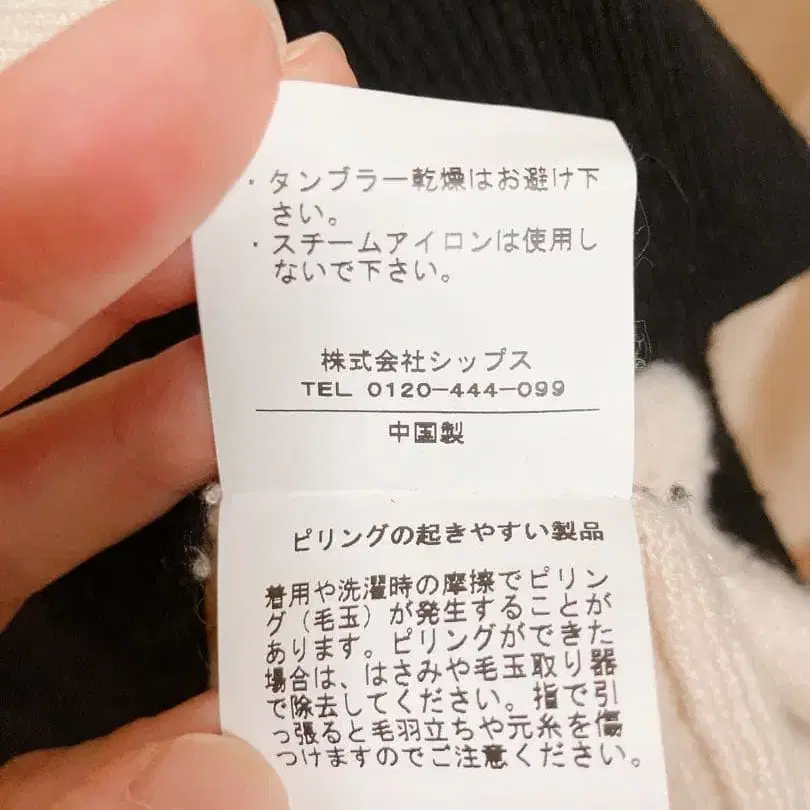 ・タンブラー乾燥はお避け下
さい。
・スチームアイロンは使用し
ないで下さい。
株式会社シップス
TEL 0120-444-099
中国製
ピリングの起きやすい製品
着用や洗濯時の摩擦でピリン
グ（毛玉）が発生することが
あります。ピリングができた
場合は、はさみや毛玉取り器
で除去してください。指で引
っ張ると毛羽立ちや元糸を傷
つけますのでご注意ください。